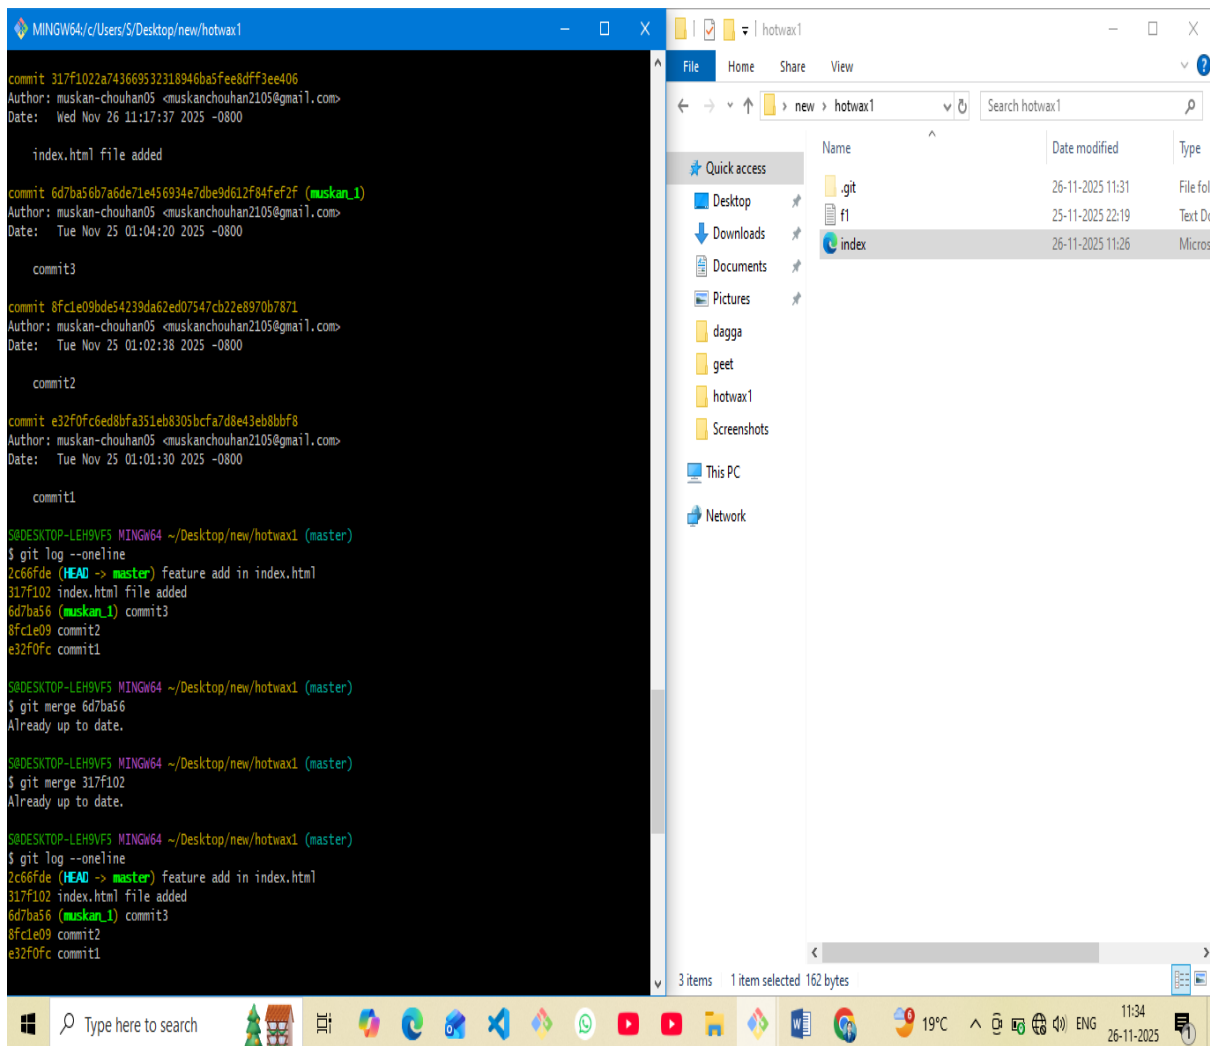 MINGW64:/c/Users/S/Desktop/new/hotwax1
commit 317f1022a743669532318946ba5fee8dff3ee406
Author: muskan-chouhan05 <muskanchouhan2105@gmail.com>
Date:   Wed Nov 26 11:17:37 2025 -0800
index.html file added
commit 6d7ba56b7a6de71e456934e7dbe9d612f84fef2f (muskan_1)
Author: muskan-chouhan05 <muskanchouhan2105@gmail.com>
Date:   Tue Nov 25 01:04:20 2025 -0800
commit3
commit 8fc1e09bde54239da62ed07547cb22e8970b7871
Author: muskan-chouhan05 <muskanchouhan2105@gmail.com>
Date:   Tue Nov 25 01:02:38 2025 -0800
commit2
commit e32f0fc6ed8bfa351eb8305bcfa7d8e43eb8bbf8
Author: muskan-chouhan05 <muskanchouhan2105@gmail.com>
Date:   Tue Nov 25 01:01:30 2025 -0800
commit1
S@DESKTOP-LEH9VF5 MINGW64 ~/Desktop/new/hotwax1 (master)
$ git log --oneline
2c66fde (HEAD -> master) feature add in index.html
317f102 index.html file added
6d7ba56 (muskan_1) commit3
8fc1e09 commit2
e32f0fc commit1
S@DESKTOP-LEH9VF5 MINGW64 ~/Desktop/new/hotwax1 (master)
$ git merge 6d7ba56
Already up to date.
S@DESKTOP-LEH9VF5 MINGW64 ~/Desktop/new/hotwax1 (master)
$ git merge 317f102
Already up to date.
S@DESKTOP-LEH9VF5 MINGW64 ~/Desktop/new/hotwax1 (master)
$ git log --oneline
2c66fde (HEAD -> master) feature add in index.html
317f102 index.html file added
6d7ba56 (muskan_1) commit3
8fc1e09 commit2
e32f0fc commit1
hotwax1
File Home Share View
new > hotwax1
Search hotwax1
Name Date modified Type
.git 26-11-2025 11:31 File fol
f1 25-11-2025 22:19 Text Do
index 26-11-2025 11:26 Micros
Quick access
Desktop
Downloads
Documents
Pictures
dagga
geet
hotwax1
Screenshots
This PC
Network
3 items 1 item selected 162 bytes
Type here to search
19°C
ENG
11:34
26-11-2025